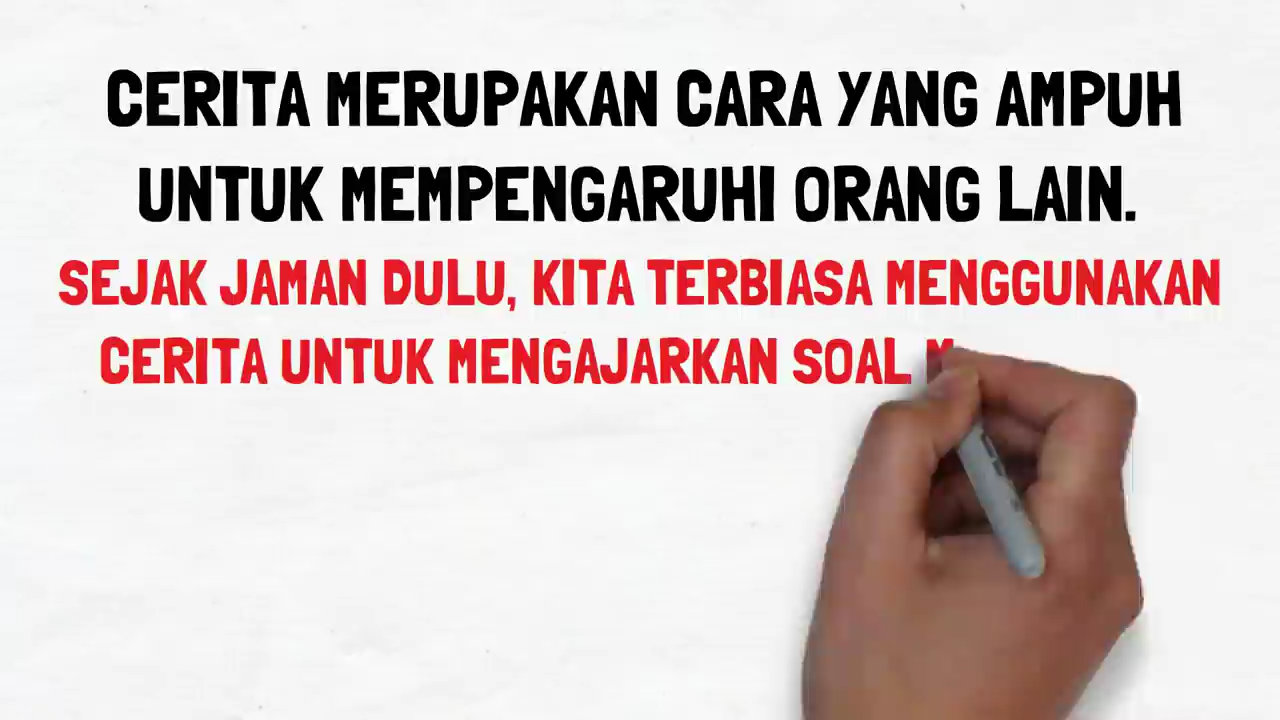 CERITA MERUPAKAN CARA YANG AMPUH
UNTUK MEMPENGARUHI ORANG LAIN.
SEJAK JAMAN DULU, KITA TERBIASA MENGGUNAKAN
CERITA UNTUK MENGAJARKAN SOAL